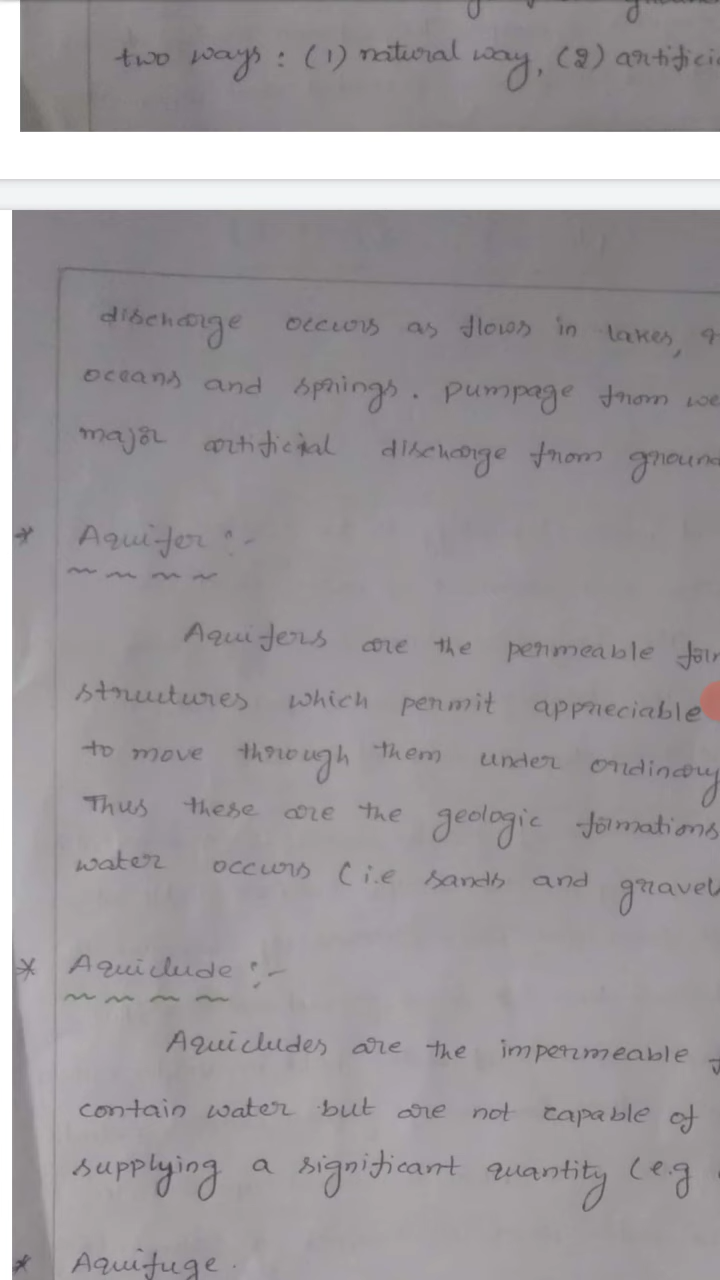 two ways : (1) natural way, (2) artificia
discharge occurs as flows in lakes,
oceans and springs. pumpage from we
major artificial discharge from ground
* Aquifer :-
Aquifers are the permeable for
structures which permit appreciable
to move through them under ordinary
Thus these are the geologic formations
water occurs (i.e sands and gravel
* Aquiclude :-
Aquicludes are the impermeable f
contain water but are not capable of
supplying a significant quantity (e.g
* Aquifuge.